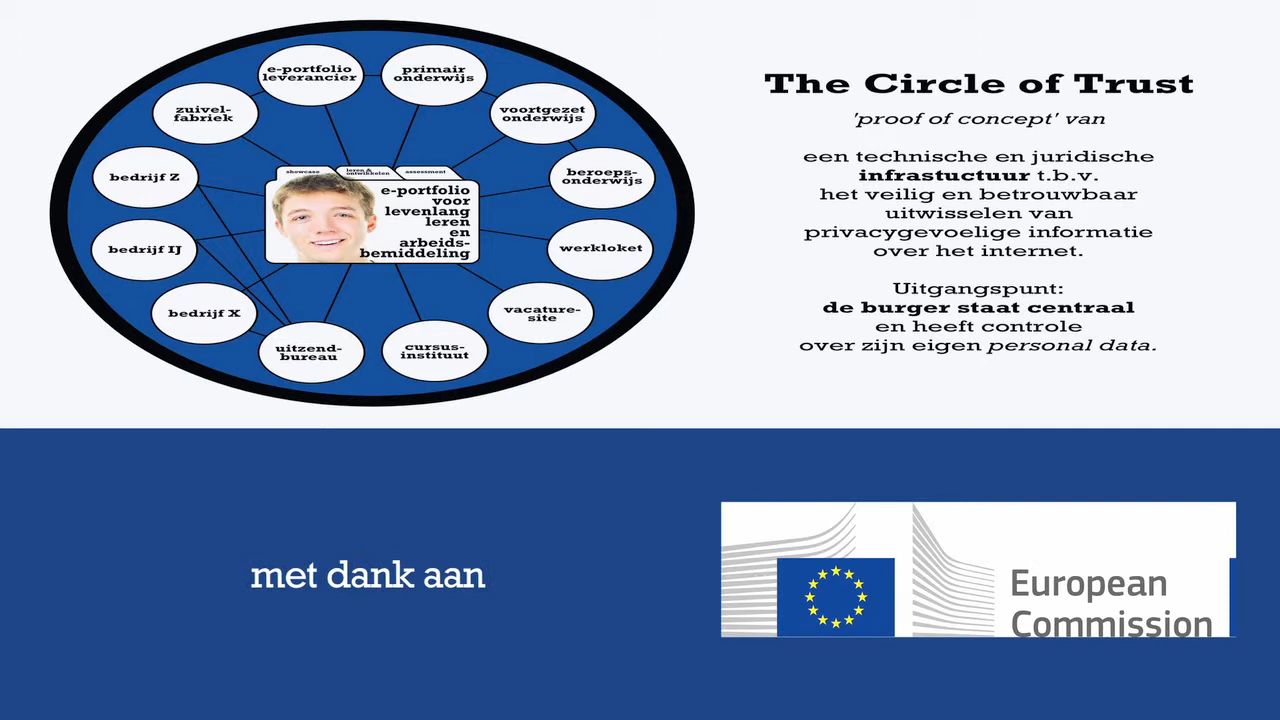 e-portfolio
leverancier
primair
onderwijs
zuivel-
fabriek
voortgezet
onderwijs
bedrijf Z
beroeps-
onderwijs
showcase
leren &
ontwikkelen
assessment
e-portfolio
voor
levenlang
leren
en
arbeids-
bemiddeling
bedrijf IJ
werkloket
bedrijf X
vacature-
site
uitzend-
bureau
cursus-
instituut
The Circle of Trust
'proof of concept' van
een technische en juridische
infrastuctuur t.b.v.
het veilig en betrouwbaar
uitwisselen van
privacygevoelige informatie
over het internet.
Uitgangspunt:
de burger staat centraal
en heeft controle
over zijn eigen personal data.
met dank aan
European
Commission